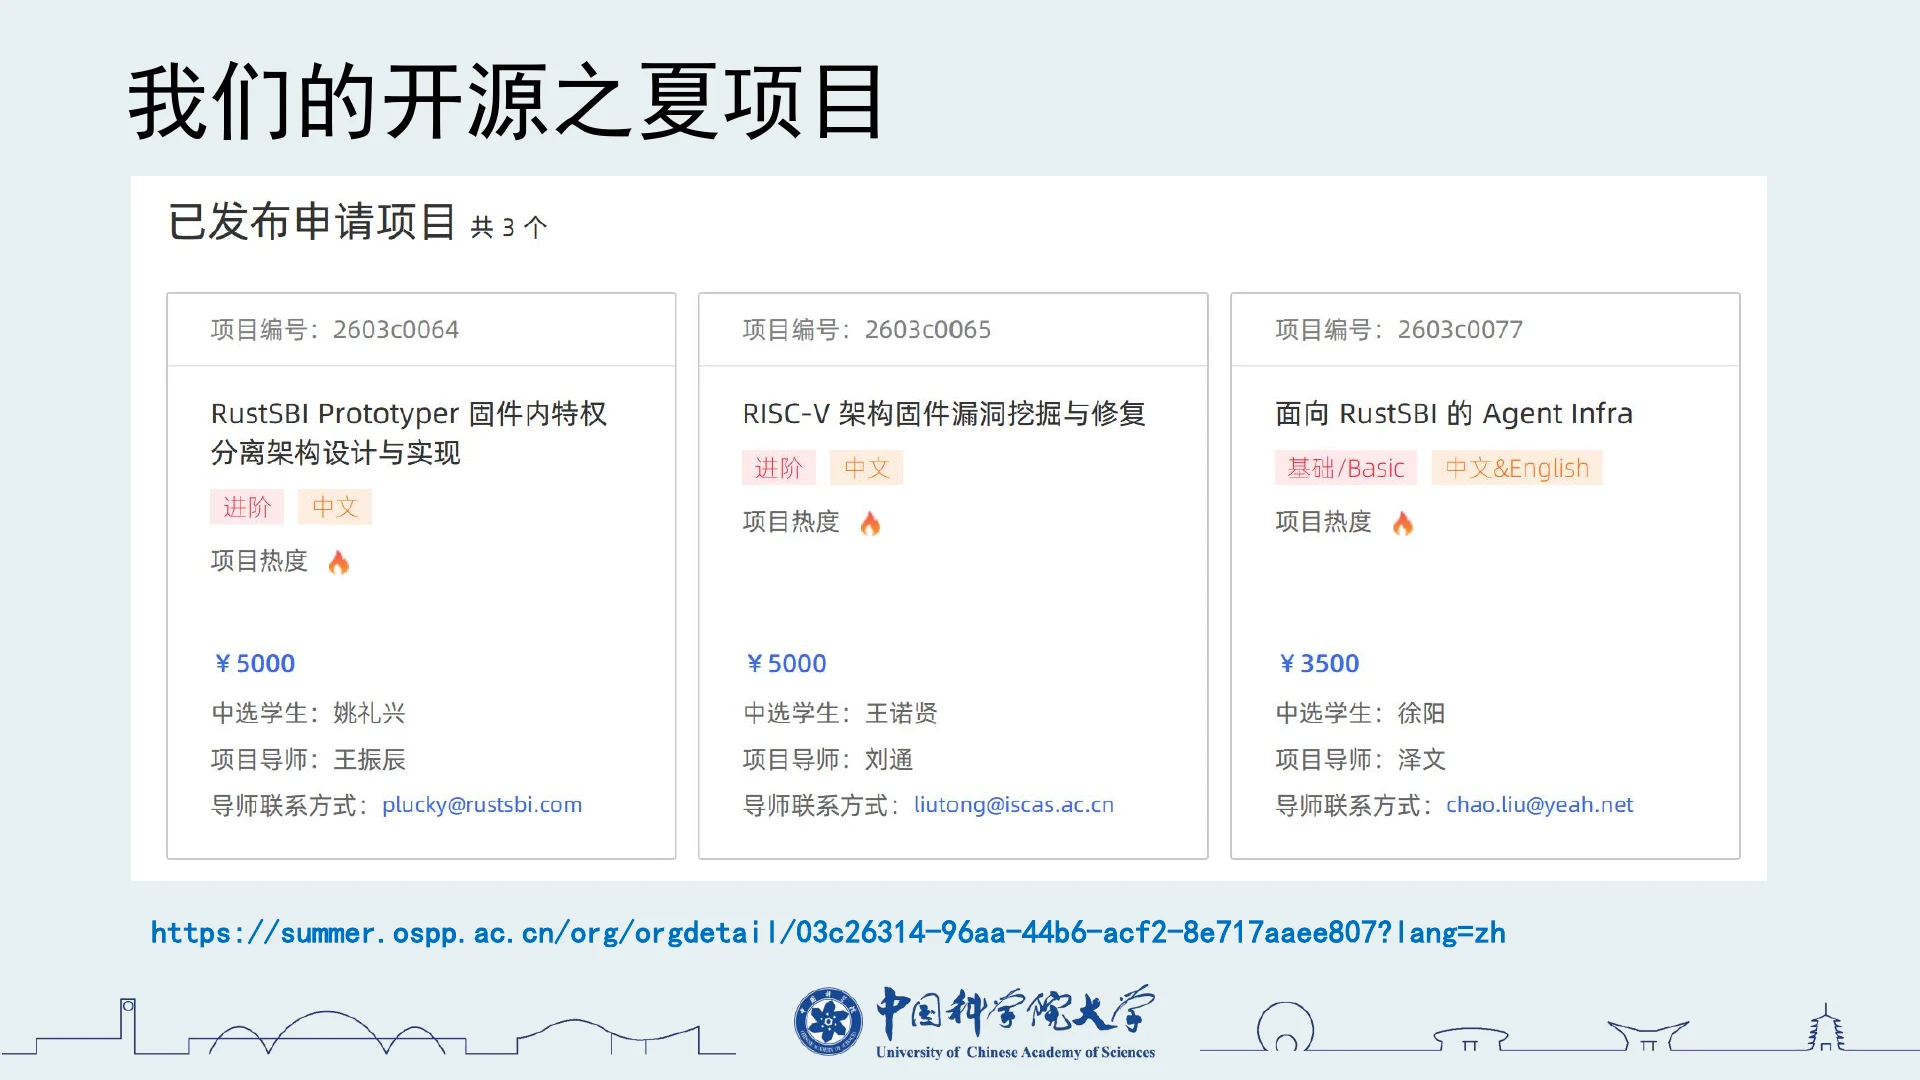 我们的开源之夏项目
已发布申请项目 共 3 个
项目编号：2603c0064
RustSBI Prototyper 固件内特权
分离架构设计与实现
进阶 中文
项目热度
￥5000
中选学生：姚礼兴
项目导师：王振辰
导师联系方式：plucky@rustsbi.com
项目编号：2603c0065
RISC-V 架构固件漏洞挖掘与修复
进阶 中文
项目热度
￥5000
中选学生：王诺贤
项目导师：刘通
导师联系方式：liutong@iscas.ac.cn
项目编号：2603c0077
面向 RustSBI 的 Agent Infra
基础/Basic 中文&English
项目热度
￥3500
中选学生：徐阳
项目导师：泽文
导师联系方式：chao.liu@yeah.net
https://summer.ospp.ac.cn/org/orgdetail/03c26314-96aa-44b6-acf2-8e717aaee807?lang=zh
中国科学院大学
University of Chinese Academy of Sciences